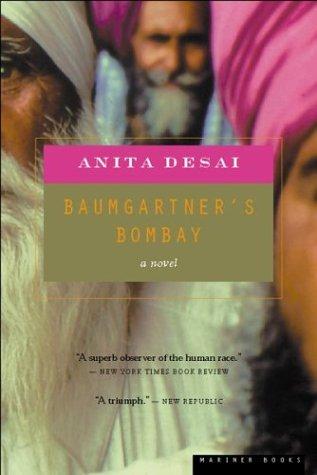 ANITA DESAI
BAUMGARTNER'S
BOMBAY
a novel
"A superb observer of the human race."
— NEW YORK TIMES BOOK REVIEW
"A triumph." — NEW REPUBLIC
MARINER BOOKS